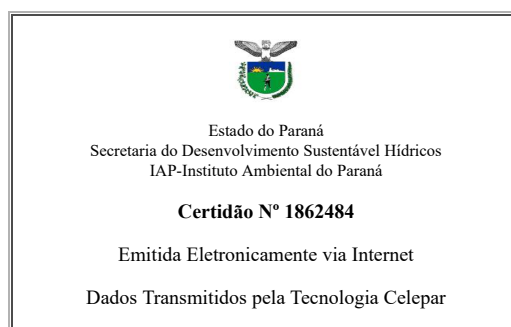 Estado do Paraná
Secretaria do Desenvolvimento Sustentável Hídricos
IAP-Instituto Ambiental do Paraná
Certidão Nº 1862484
Emitida Eletronicamente via Internet
Dados Transmitidos pela Tecnologia Celepar